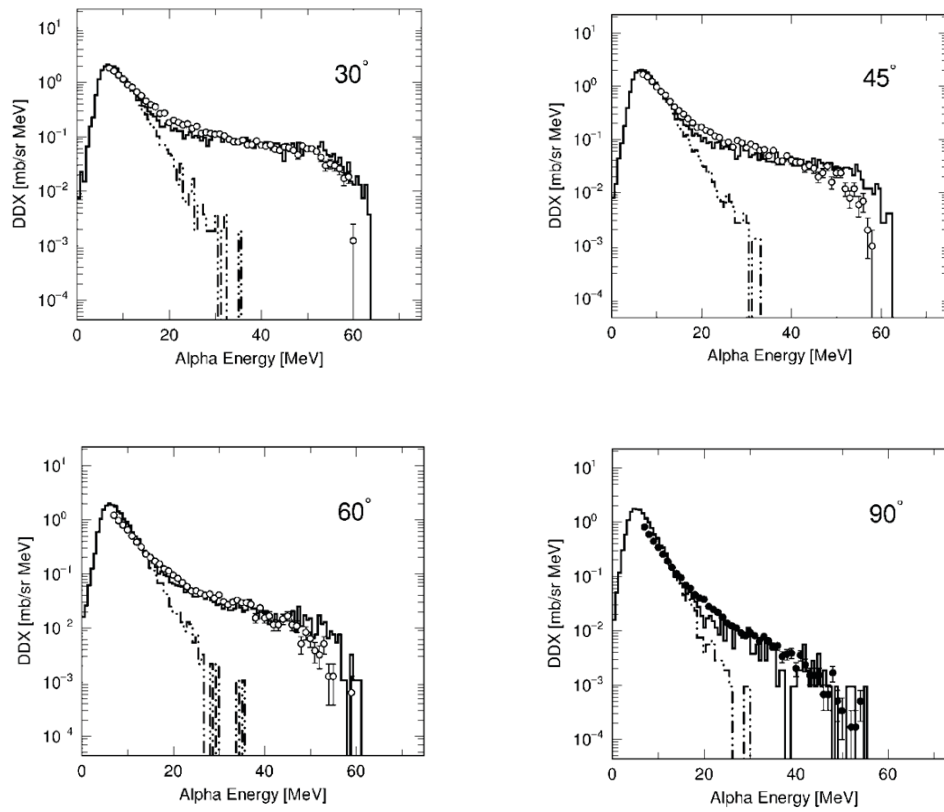 30°
DDX [mb/sr MeV]
10¹
10⁰
10⁻¹
10⁻²
10⁻³
10⁻⁴
0 20 40 60
Alpha Energy [MeV]
45°
DDX [mb/sr MeV]
10¹
10⁰
10⁻¹
10⁻²
10⁻³
10⁻⁴
0 20 40 60
Alpha Energy [MeV]
60°
DDX [mb/sr MeV]
10¹
10⁰
10⁻¹
10⁻²
10⁻³
10⁻⁴
0 20 40 60
Alpha Energy [MeV]
90°
DDX [mb/sr MeV]
10¹
10⁰
10⁻¹
10⁻²
10⁻³
10⁻⁴
0 20 40 60
Alpha Energy [MeV]